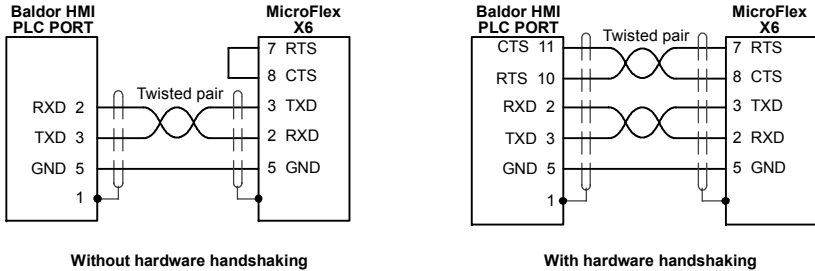 Baldor HMI
PLC PORT
MicroFlex
X6
7 RTS
8 CTS
Twisted pair
RXD 2
3 TXD
TXD 3
2 RXD
GND 5
5 GND
1
Without hardware handshaking
Baldor HMI
PLC PORT
MicroFlex
X6
CTS 11
Twisted pair
7 RTS
RTS 10
8 CTS
RXD 2
3 TXD
TXD 3
2 RXD
GND 5
5 GND
1
With hardware handshaking